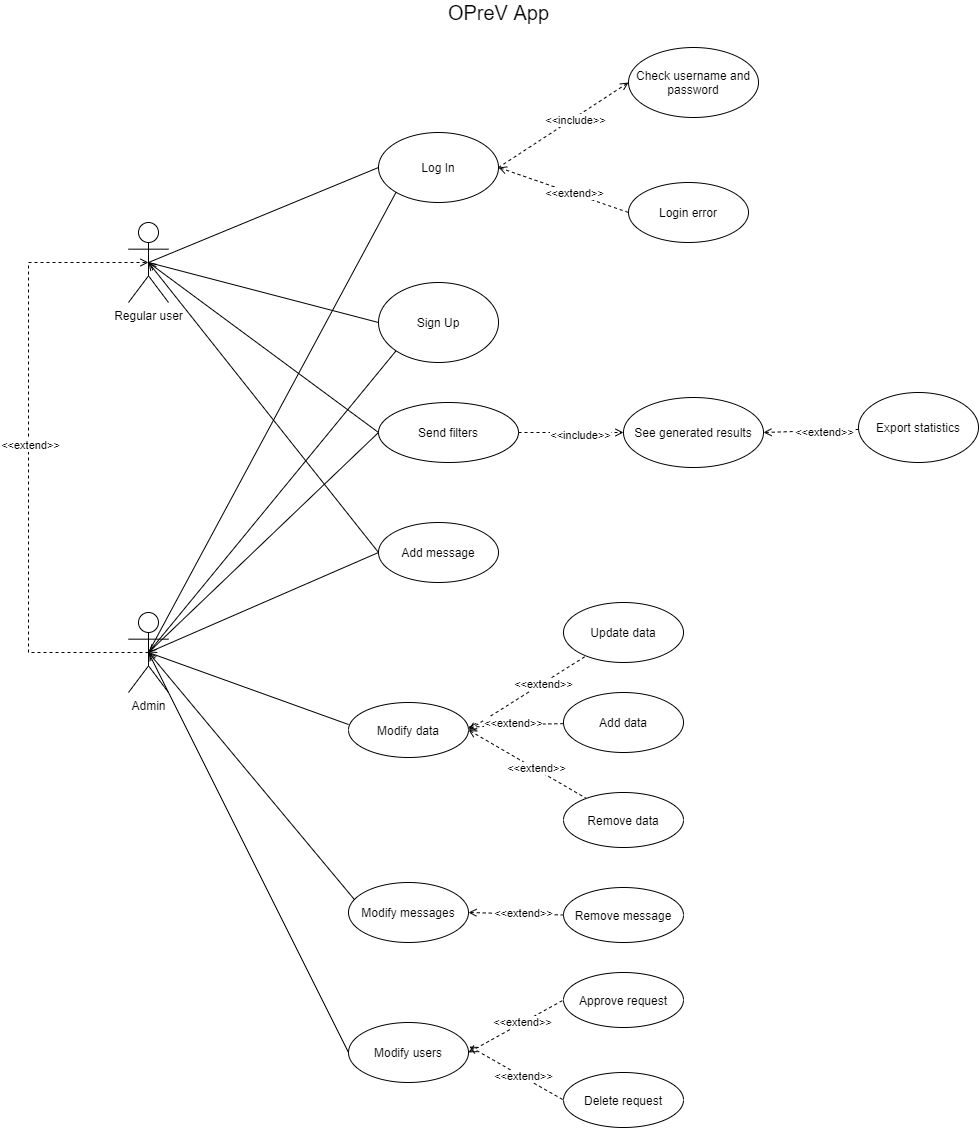 OPreV App
Check username and
password
<<include>>
Log In
<<extend>>
Login error
Regular user
Sign Up
<<extend>>
Send filters
<<include>>
See generated results
<<extend>>
Export statistics
Add message
Update data
<<extend>>
Admin
Modify data
<<extend>>
Add data
<<extend>>
Remove data
Modify messages
<<extend>>
Remove message
Approve request
<<extend>>
Modify users
<<extend>>
Delete request